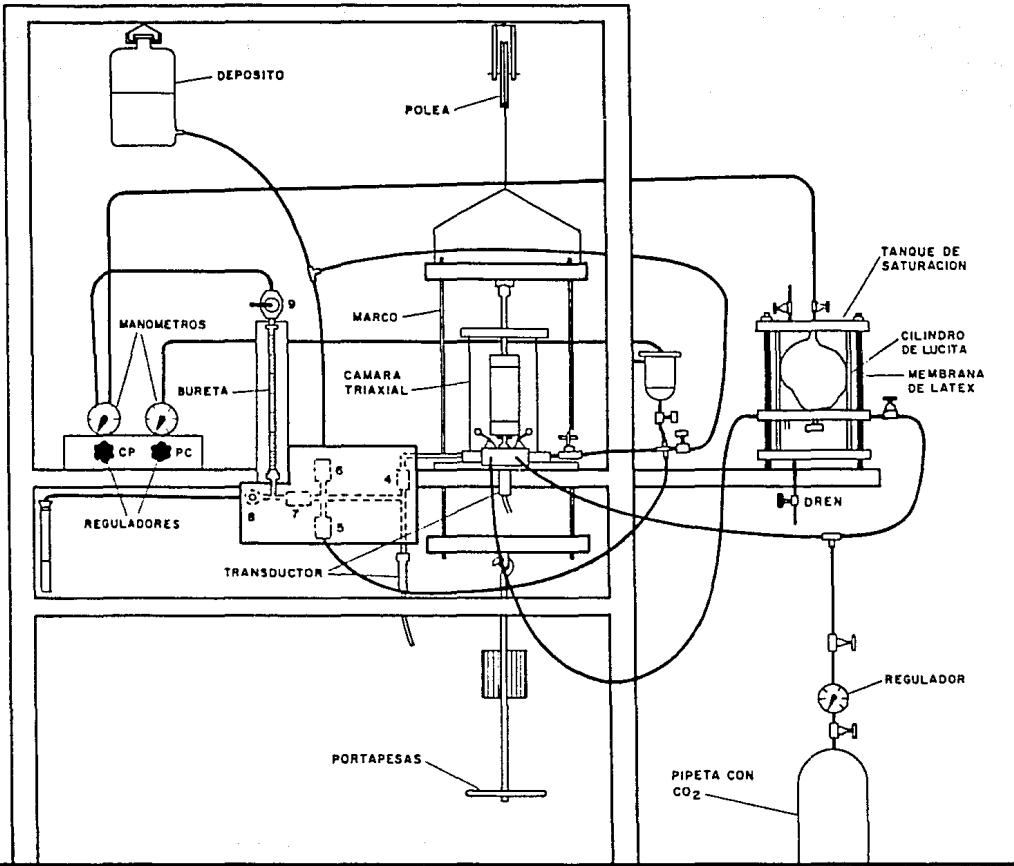 DEPOSITO
POLEA
TANQUE DE
SATURACION
MARCO
9
MANOMETROS
CILINDRO
DE LUCITA
MEMBRANA
DE LATEX
CAMARA
TRIAXIAL
BURETA
CP
PC
6
4
8
7
5
DREN
REGULADORES
TRANSDUCTOR
REGULADOR
PORTAPESAS
PIPETA CON
CO2